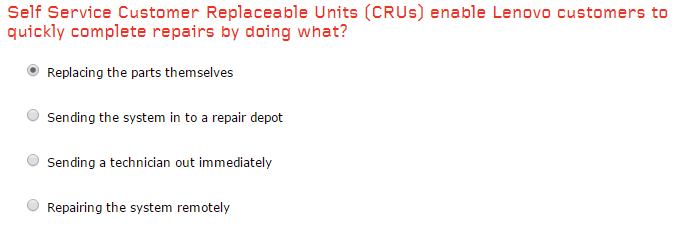 Self Service Customer Replaceable Units (CRUs) enable Lenovo customers to
quickly complete repairs by doing what?
Replacing the parts themselves
Sending the system in to a repair depot
Sending a technician out immediately
Repairing the system remotely